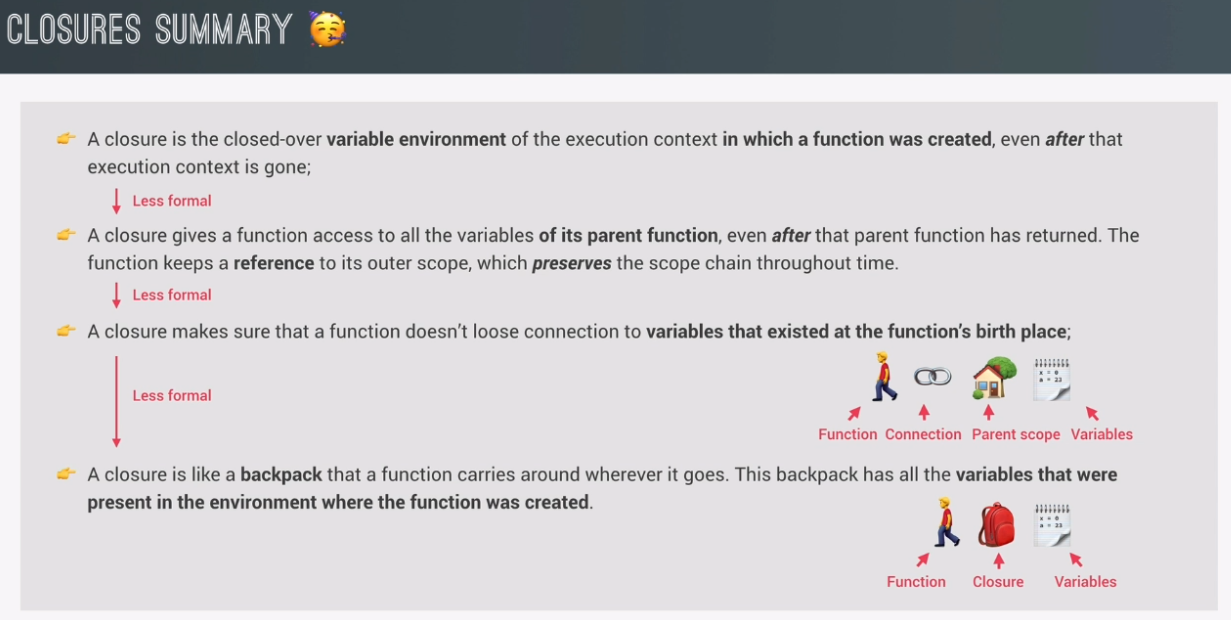 CLOSURES SUMMARY 🥳
👉 A closure is the closed-over variable environment of the execution context in which a function was created, even after that
execution context is gone;
Less formal
👉 A closure gives a function access to all the variables of its parent function, even after that parent function has returned. The
function keeps a reference to its outer scope, which preserves the scope chain throughout time.
Less formal
👉 A closure makes sure that a function doesn’t loose connection to variables that existed at the function’s birth place;
x = 0
a = 23
Less formal
Function Connection Parent scope Variables
👉 A closure is like a backpack that a function carries around wherever it goes. This backpack has all the variables that were
present in the environment where the function was created.
x = 0
a = 23
Function Closure Variables